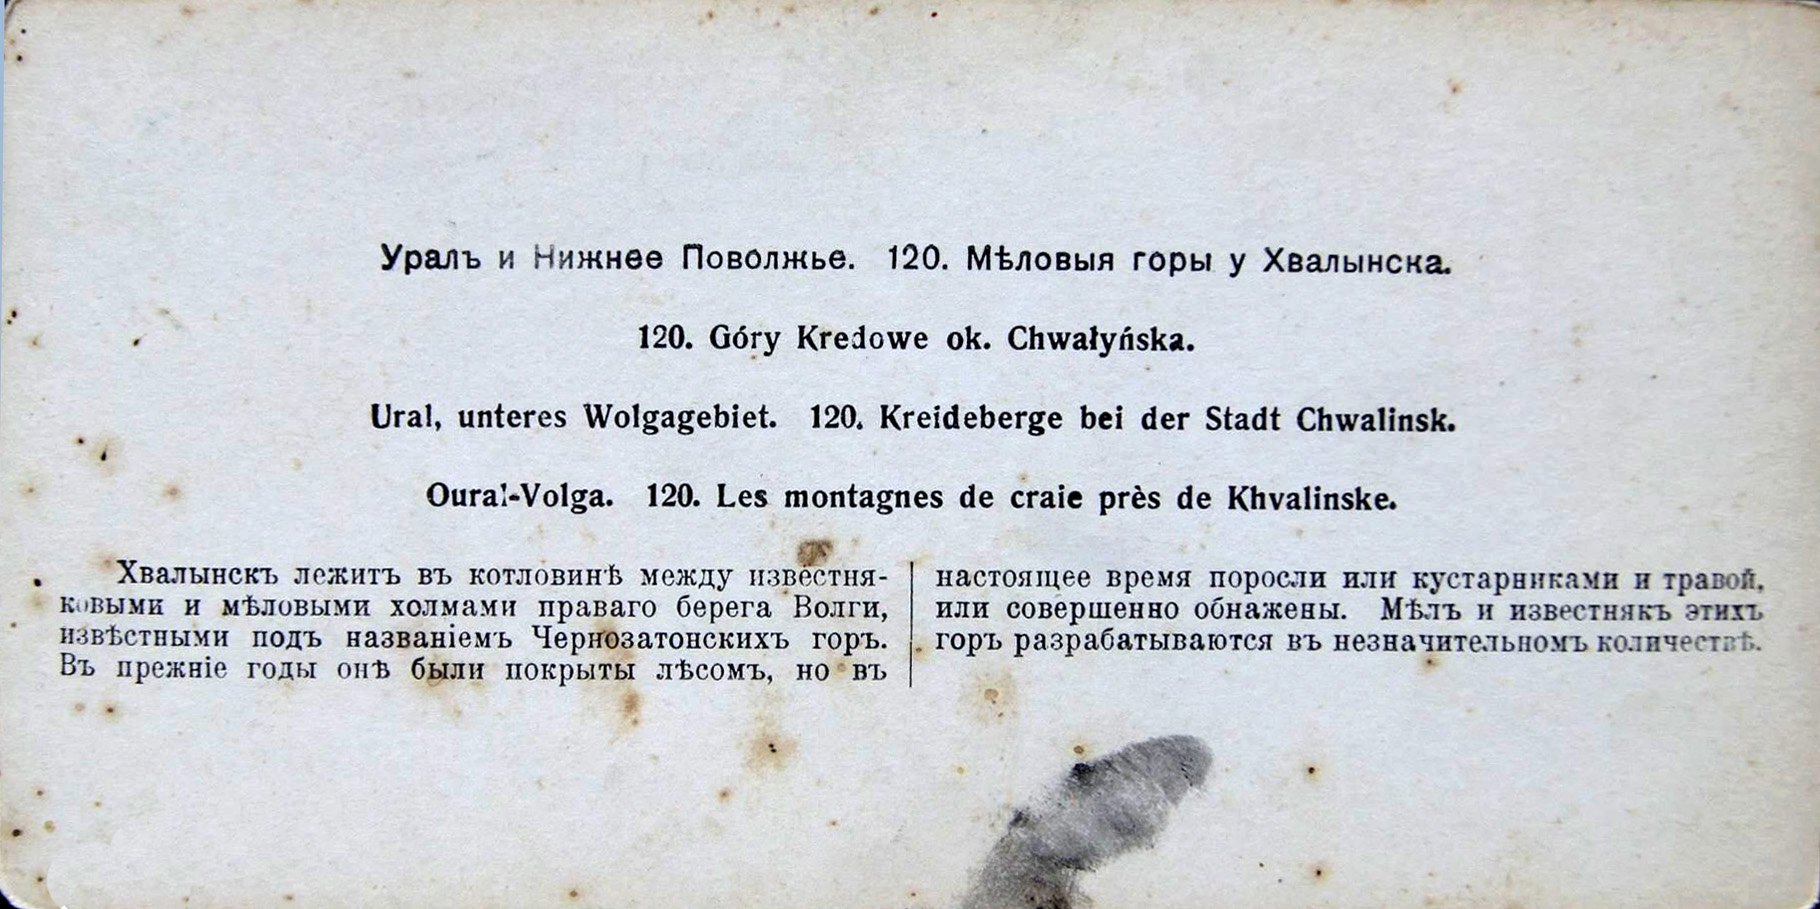 Уралъ и Нижнее Поволжье. 120. Мѣловыя горы у Хвалынска.
120. Góry Kredowe ok. Chwałyńska.
Ural, unteres Wolgagebiet. 120. Kreideberge bei der Stadt Chwalinsk.
Oural-Volga. 120. Les montagnes de craie près de Khvalinske.
Хвалынскъ лежитъ въ котловинѣ между известня-
ковыми и мѣловыми холмами праваго берега Волги,
извѣстными подъ названіемъ Чернозатонскихъ горъ.
Въ прежніе годы онѣ были покрыты лѣсомъ, но въ
настоящее время поросли или кустарниками и травой,
или совершенно обнажены. Мѣлъ и известнякъ этихъ
горъ разрабатываются въ незначительномъ количествѣ.